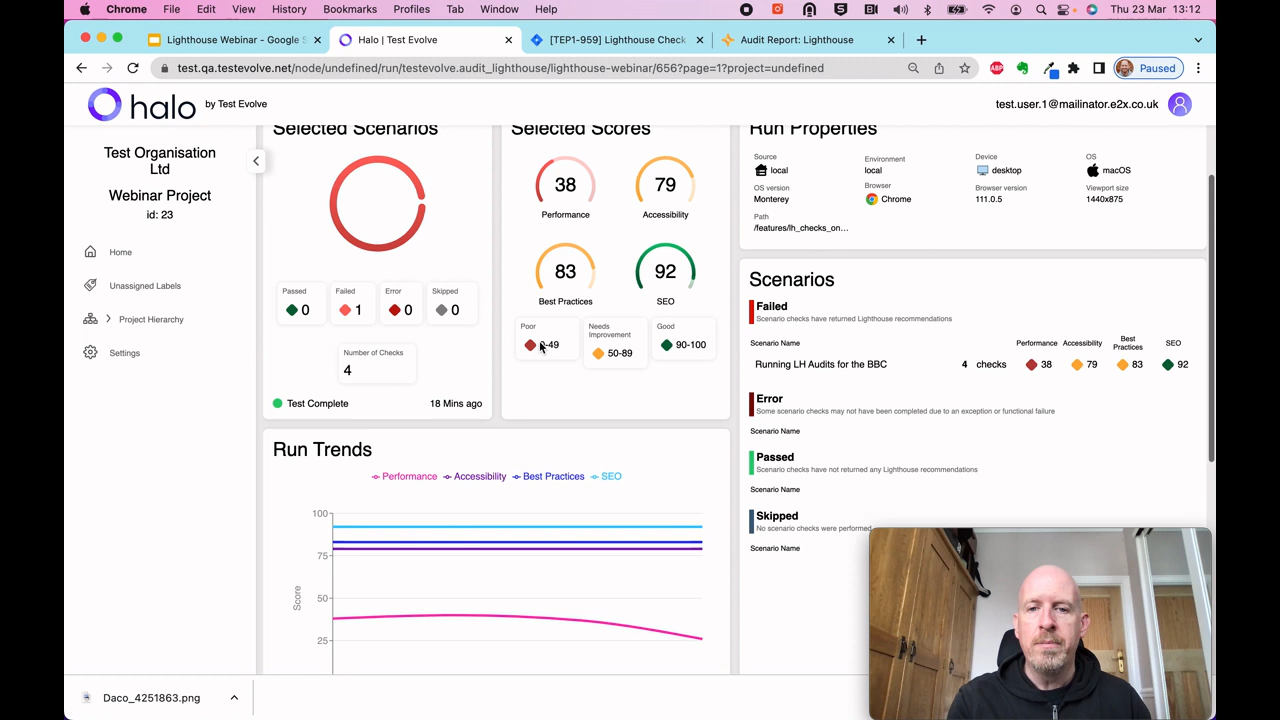 Chrome File Edit View History Bookmarks Profiles Tab Window Help Thu 23 Mar 13:12
Lighthouse Webinar - Google S
Halo | Test Evolve
[TEP1-959] Lighthouse Check
Audit Report: Lighthouse
test.qa.testevolve.net/node/undefined/run/testevolve.audit_lighthouse/lighthouse-webinar/656?page=1?project=undefined
ABP
Paused
halo by Test Evolve
test.user.1@mailinator.e2x.co.uk
Test Organisation
Ltd
Webinar Project
id: 23
Home
Unassigned Labels
Project Hierarchy
Settings
Selected Scenarios
Passed
0
Failed
1
Error
0
Skipped
0
Number of Checks
4
Test Complete 18 Mins ago
Selected Scores
38
Performance
79
Accessibility
83
Best Practices
92
SEO
Poor
-49
Needs
Improvement
50-89
Good
90-100
Run Trends
Performance Accessibility Best Practices SEO
100
75
50
25
Score
Run Properties
Source
local
Environment
local
Device
desktop
OS
macOS
OS version
Monterey
Browser
Chrome
Browser version
111.0.5
Viewport size
1440x875
Path
/features/lh_checks_on...
Scenarios
Failed
Scenario checks have returned Lighthouse recommendations
Scenario Name Performance Accessibility Best Practices SEO
Running LH Audits for the BBC 4 checks 38 79 83 92
Error
Some scenario checks may not have been completed due to an exception or functional failure
Scenario Name
Passed
Scenario checks have not returned any Lighthouse recommendations
Scenario Name
Skipped
No scenario checks were performed
Scenario Name
Daco_4251863.png